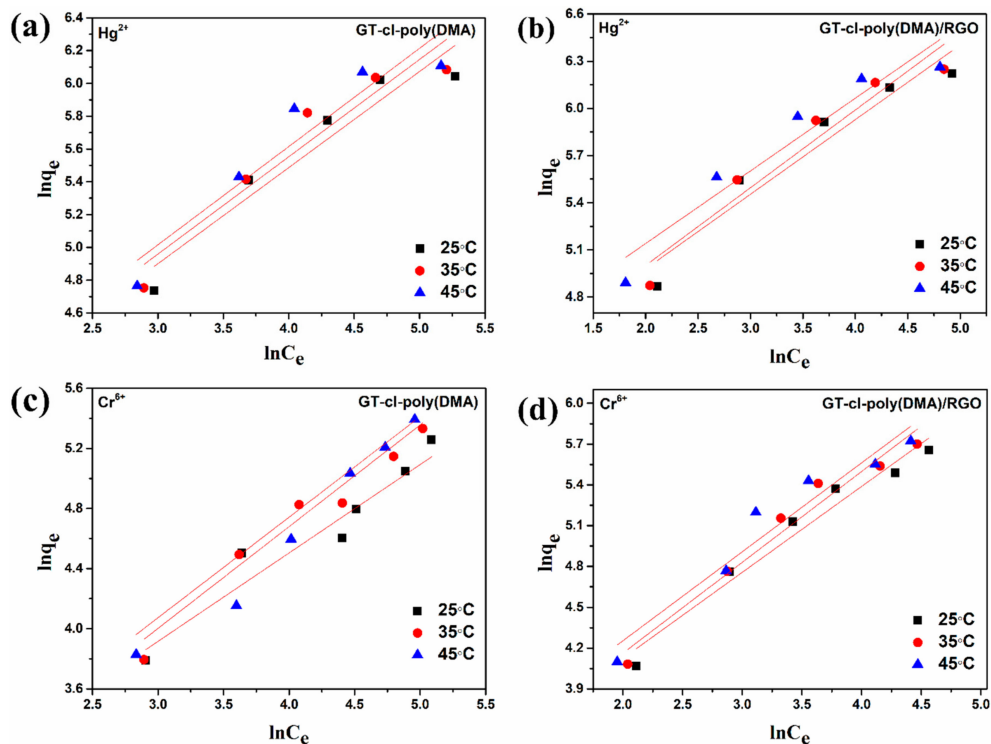 (a)
Hg2+
GT-cl-poly(DMA)
6.4
6.2
6.0
5.8
5.6
5.4
5.2
5.0
4.8
4.6
lnqe
25°C
35°C
45°C
2.5 3.0 3.5 4.0 4.5 5.0 5.5
lnCe
(b)
Hg2+
GT-cl-poly(DMA)/RGO
6.6
6.3
6.0
5.7
5.4
5.1
4.8
lnqe
25°C
35°C
45°C
1.5 2.0 2.5 3.0 3.5 4.0 4.5 5.0
lnCe
(c)
Cr6+
GT-cl-poly(DMA)
5.6
5.2
4.8
4.4
4.0
3.6
lnqe
25°C
35°C
45°C
2.5 3.0 3.5 4.0 4.5 5.0 5.5
lnCe
(d)
Cr6+
GT-cl-poly(DMA)/RGO
6.0
5.7
5.4
5.1
4.8
4.5
4.2
3.9
lnqe
25°C
35°C
45°C
2.0 2.5 3.0 3.5 4.0 4.5 5.0
lnCe